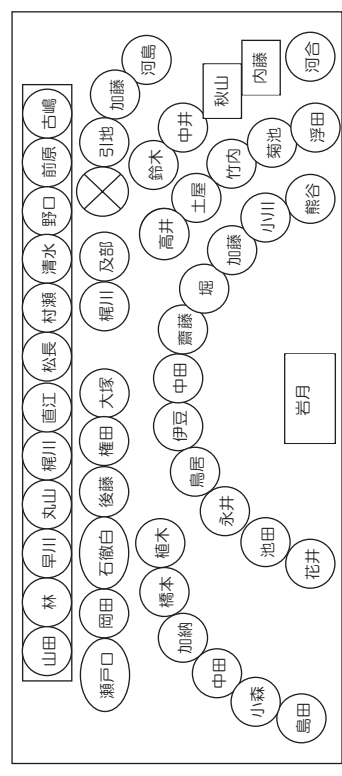 山田 林 早川 丸山 梶川 直江 松長 村瀬 清水 野口 前原 古嶋
瀬戸口 岡田 石徹白 後藤 権田 大塚 梶川 及部 引地 加藤 河島
植木 橋本 加納 中田 小森 島田
高井 鈴木 中井
花井 池田 永井 鳥居 伊豆 中田 齋藤 堀 加藤 小川 熊谷
土屋 竹内 菊池 浮田
秋山 内藤 河合
岩月